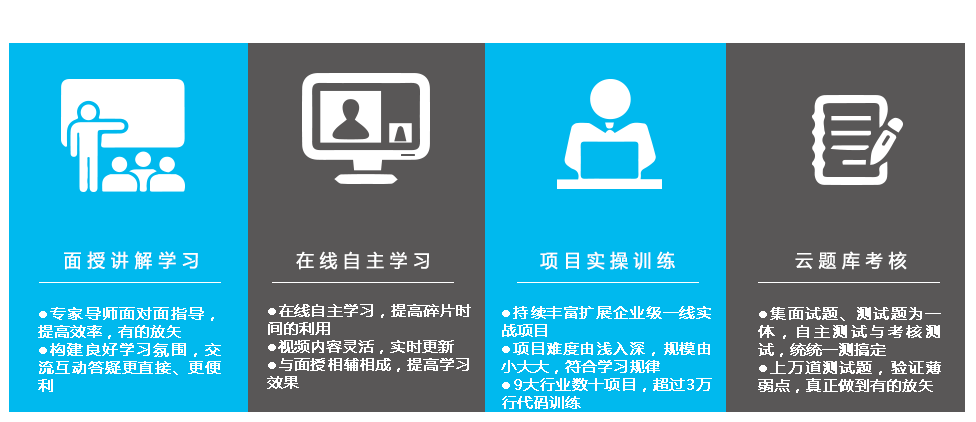 面授讲解学习
●专家导师面对面指导，
提高效率，有的放矢
●构建良好学习氛围，交
流互动答疑更直接、更便
利
在线自主学习
●在线自主学习，提高碎片时
间的利用
●视频内容灵活，实时更新
●与面授相辅相成，提高学习
效果
项目实操训练
●持续丰富扩展企业级一线实
战项目
●项目难度由浅入深，规模由
小大大，符合学习规律
●9大行业数十项目，超过3万
行代码训练
云题库考核
●集面试题、测试题为一
体，自主测试与考核测
试，统统一测搞定
●上万道测试题，验证薄
弱点，真正做到有的放矢